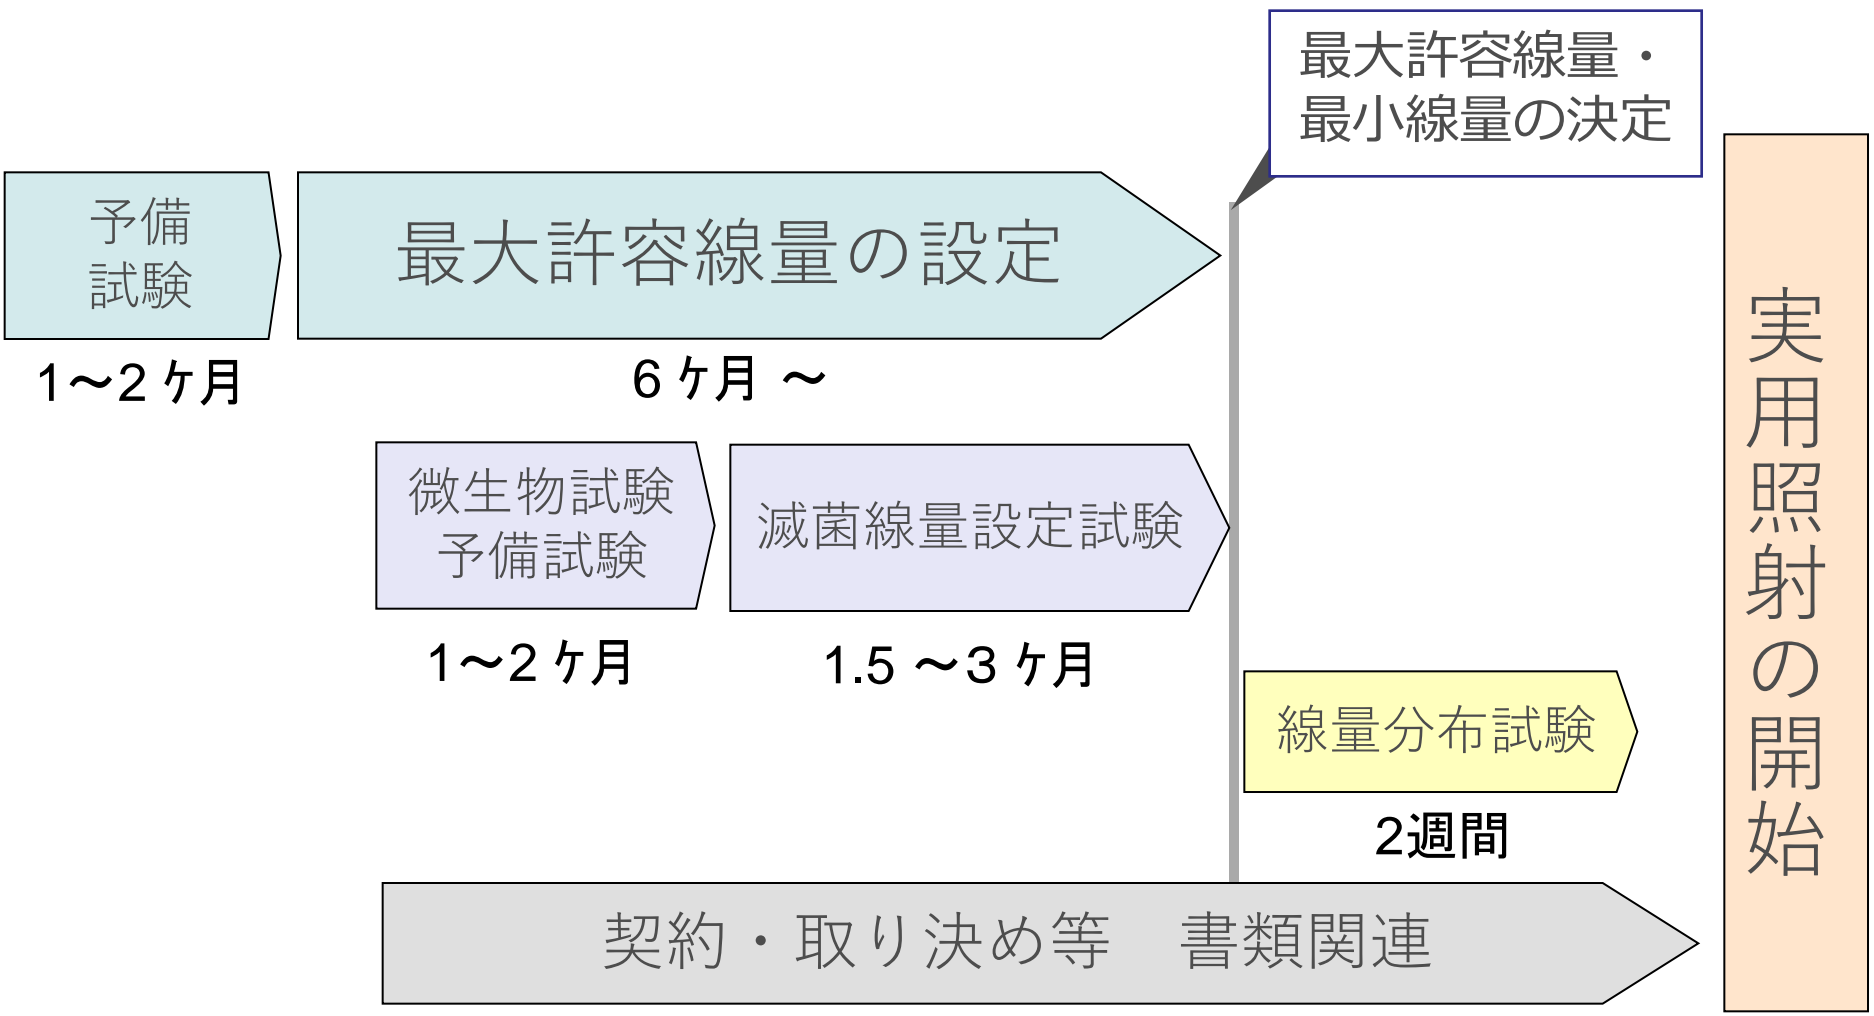 最大許容線量・
最小線量の決定
予備
試験
最大許容線量の設定
1～2 ケ月
6 ケ月 ～
微生物試験
予備試験
滅菌線量設定試験
1～2 ケ月
1.5 ～3 ケ月
線量分布試験
2週間
契約・取り決め等　書類関連
実用照射の開始